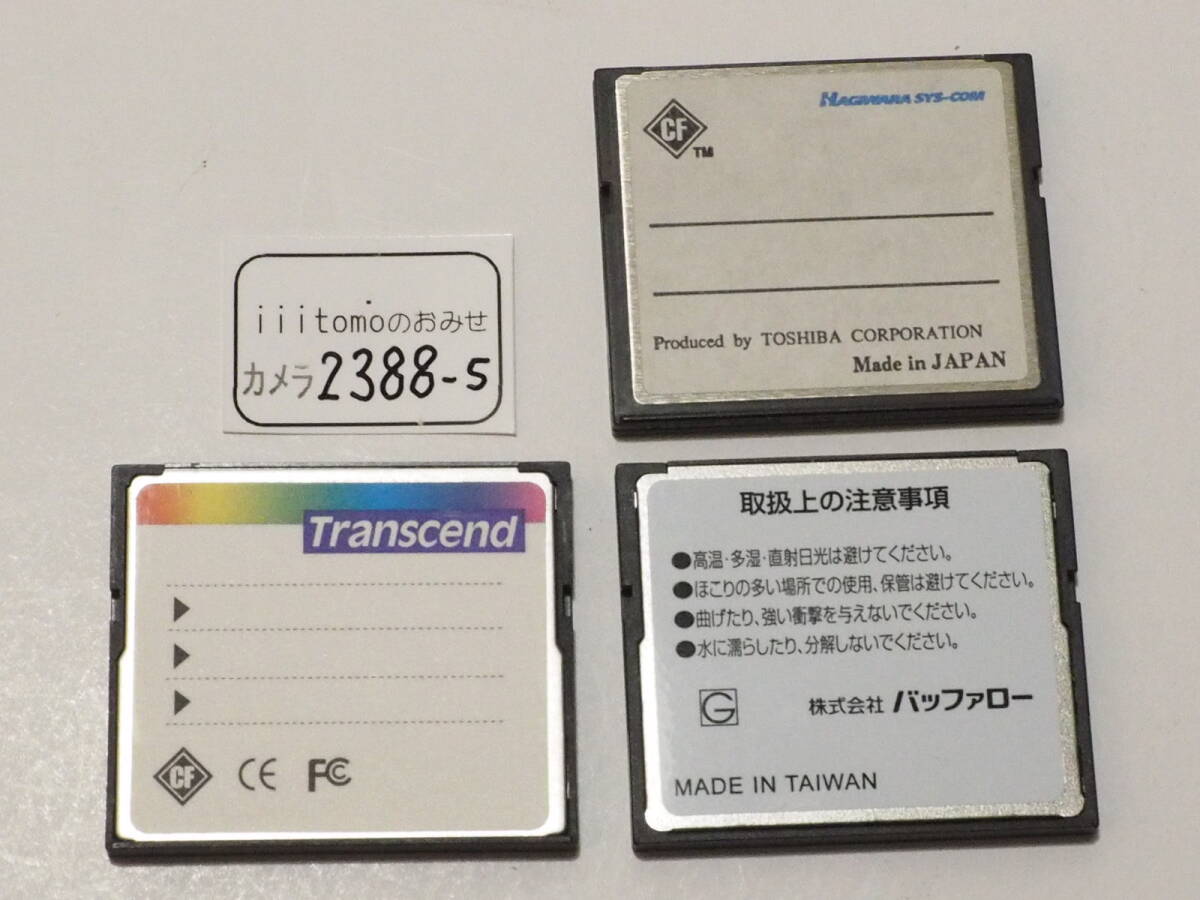 HAGIWARA SYS-COM
CF
TM
Produced by TOSHIBA CORPORATION
Made in JAPAN
iiitomoのおみせ
カメラ2388-5
Transcend
CF CE FC
取扱上の注意事項
●高温・多湿・直射日光は避けてください。
●ほこりの多い場所での使用、保管は避けてください。
●曲げたり、強い衝撃を与えないでください。
●水に濡らしたり、分解しないでください。
G 株式会社 バッファロー
MADE IN TAIWAN